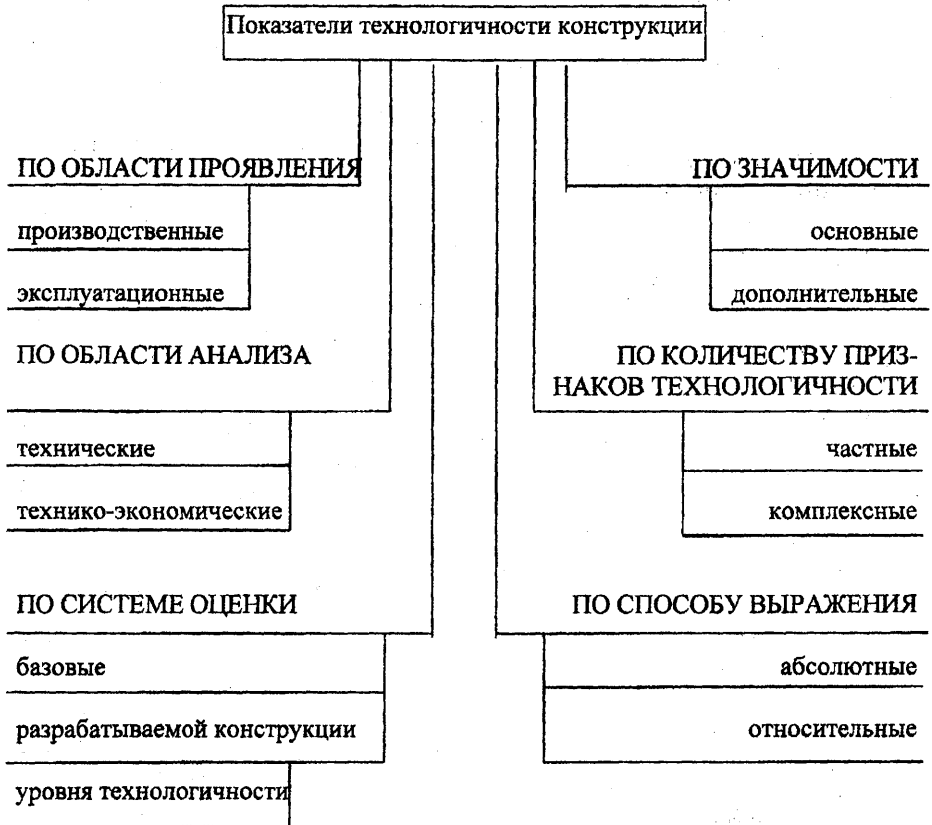 Показатели технологичности конструкции
ПО ОБЛАСТИ ПРОЯВЛЕНИЯ
производственные
эксплуатационные
ПО ОБЛАСТИ АНАЛИЗА
технические
технико-экономические
ПО СИСТЕМЕ ОЦЕНКИ
базовые
разрабатываемой конструкции
уровня технологичности
ПО ЗНАЧИМОСТИ
основные
дополнительные
ПО КОЛИЧЕСТВУ ПРИЗ-
НАКОВ ТЕХНОЛОГИЧНОСТИ
частные
комплексные
ПО СПОСОБУ ВЫРАЖЕНИЯ
абсолютные
относительные